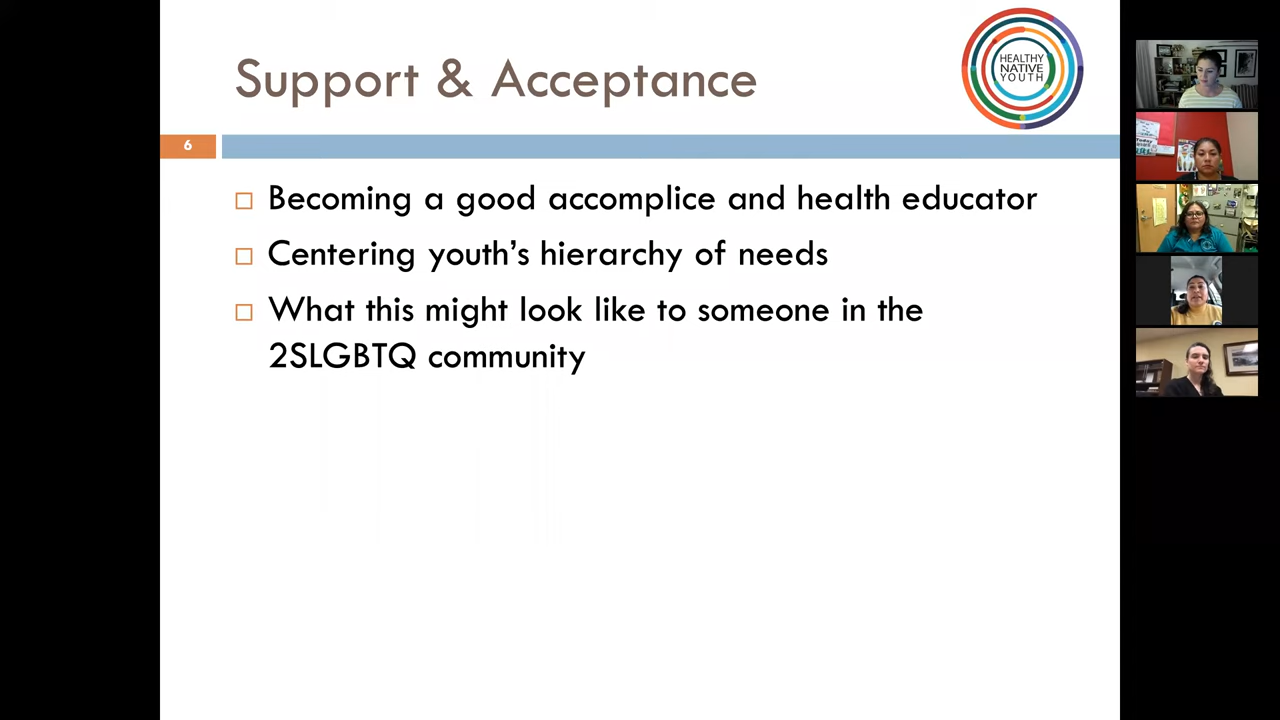 Support & Acceptance
HEALTHY
NATIVE
YOUTH
6
Becoming a good accomplice and health educator
Centering youth's hierarchy of needs
What this might look like to someone in the
2SLGBTQ community